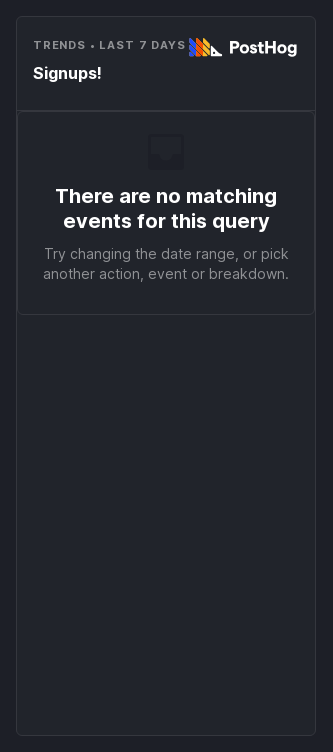 TRENDS • LAST 7 DAYS
PostHog
Signups!
There are no matching
events for this query
Try changing the date range, or pick
another action, event or breakdown.